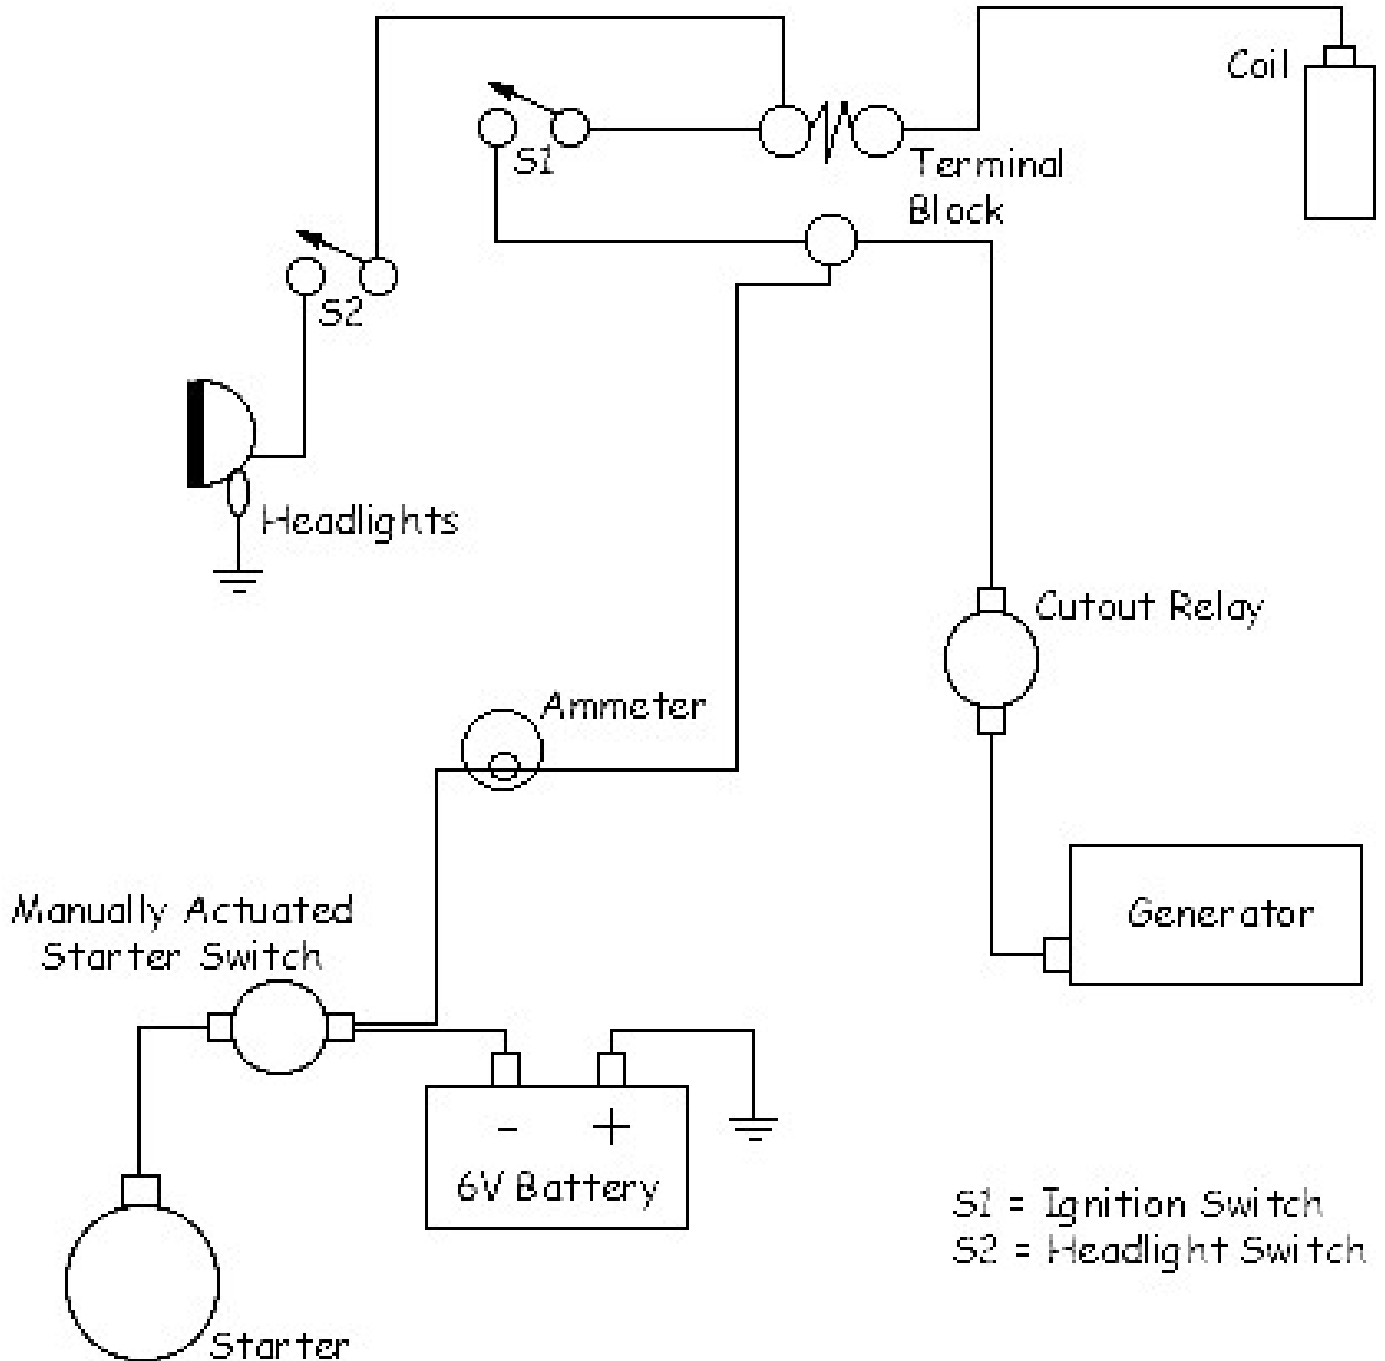 Coil
S1
Terminal
Block
S2
Headlights
Cutout Relay
Ammeter
Generator
Manually Actuated
Starter Switch
- +
6V Battery
S1 = Ignition Switch
S2 = Headlight Switch
Starter